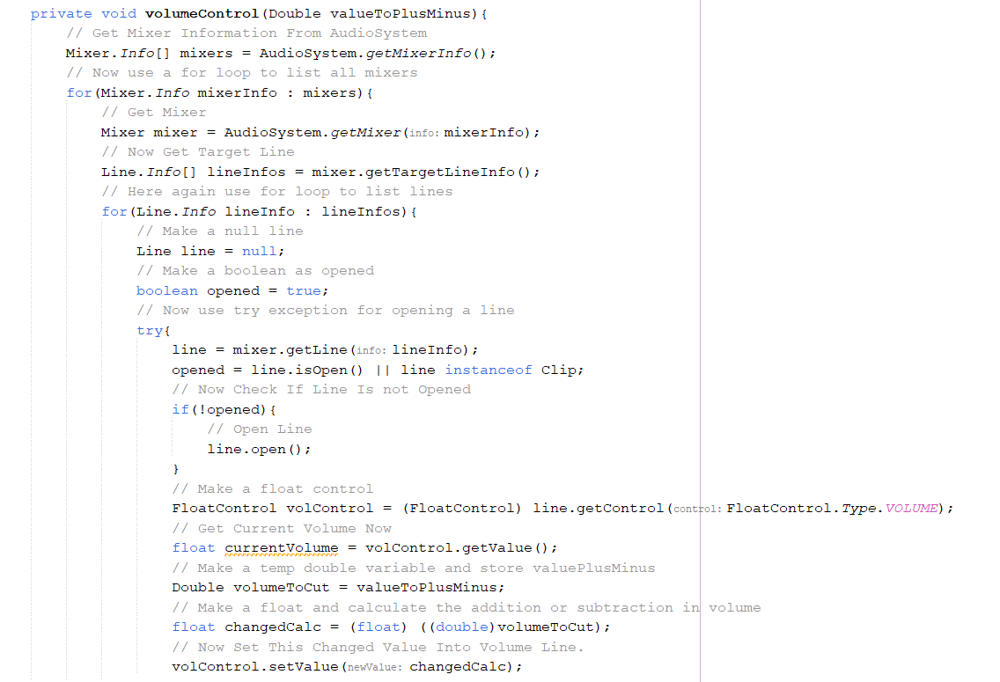 private void volumeControl(Double valueToPlusMinus){
// Get Mixer Information From AudioSystem
Mixer.Info[] mixers = AudioSystem.getMixerInfo();
// Now use a for loop to list all mixers
for(Mixer.Info mixerInfo : mixers){
// Get Mixer
Mixer mixer = AudioSystem.getMixer(info: mixerInfo);
// Now Get Target Line
Line.Info[] lineInfos = mixer.getTargetLineInfo();
// Here again use for loop to list lines
for(Line.Info lineInfo : lineInfos){
// Make a null line
Line line = null;
// Make a boolean as opened
boolean opened = true;
// Now use try exception for opening a line
try{
line = mixer.getLine(info: lineInfo);
opened = line.isOpen() || line instanceof Clip;
// Now Check If Line Is not Opened
if(!opened){
// Open Line
line.open();
}
// Make a float control
FloatControl volControl = (FloatControl) line.getControl(control: FloatControl.Type.VOLUME);
// Get Current Volume Now
float currentVolume = volControl.getValue();
// Make a temp double variable and store valuePlusMinus
Double volumeToCut = valueToPlusMinus;
// Make a float and calculate the addition or subtraction in volume
float changedCalc = (float) ((double)volumeToCut);
// Now Set This Changed Value Into Volume Line.
volControl.setValue(newValue: changedCalc);